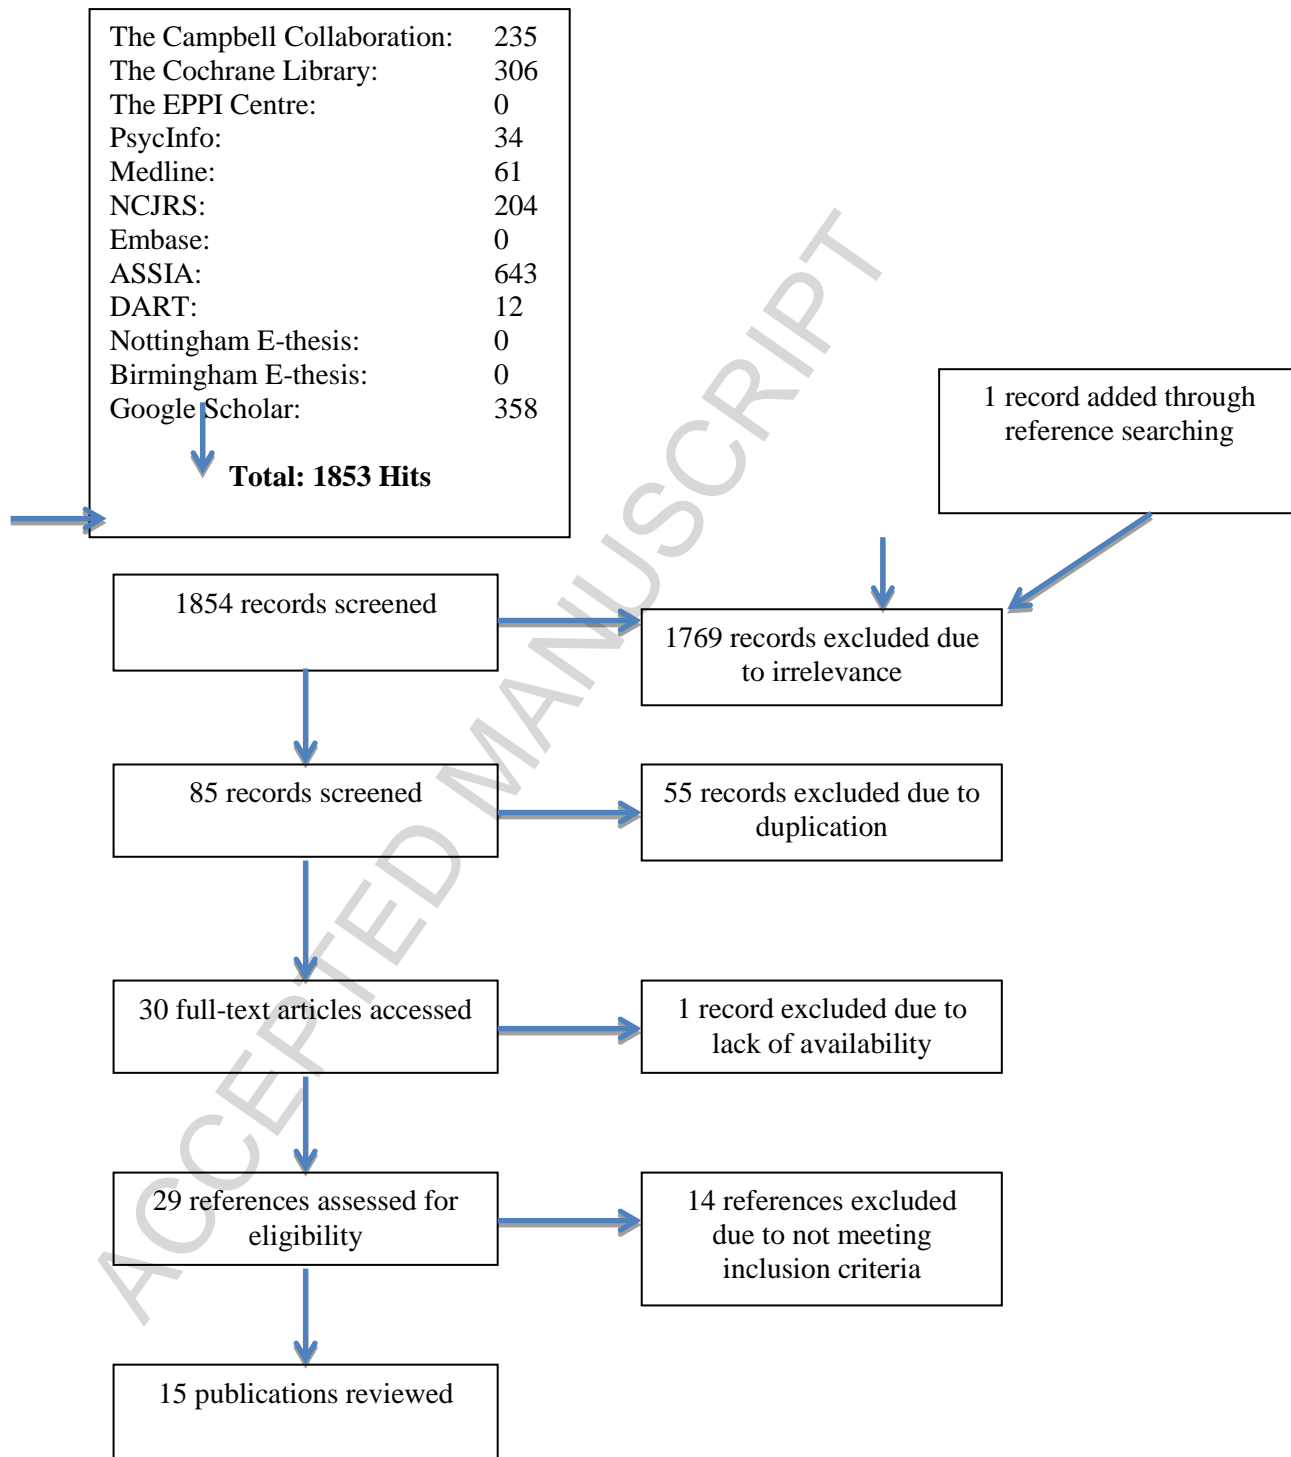 The Campbell Collaboration: 235
The Cochrane Library: 306
The EPPI Centre: 0
PsycInfo: 34
Medline: 61
NCJRS: 204
Embase: 0
ASSIA: 643
DART: 12
Nottingham E-thesis: 0
Birmingham E-thesis: 0
Google Scholar: 358
Total: 1853 Hits
1 record added through
reference searching
1854 records screened
1769 records excluded due
to irrelevance
85 records screened
55 records excluded due to
duplication
30 full-text articles accessed
1 record excluded due to
lack of availability
29 references assessed for
eligibility
14 references excluded
due to not meeting
inclusion criteria
15 publications reviewed
ACCEPTED MANUSCRIPT